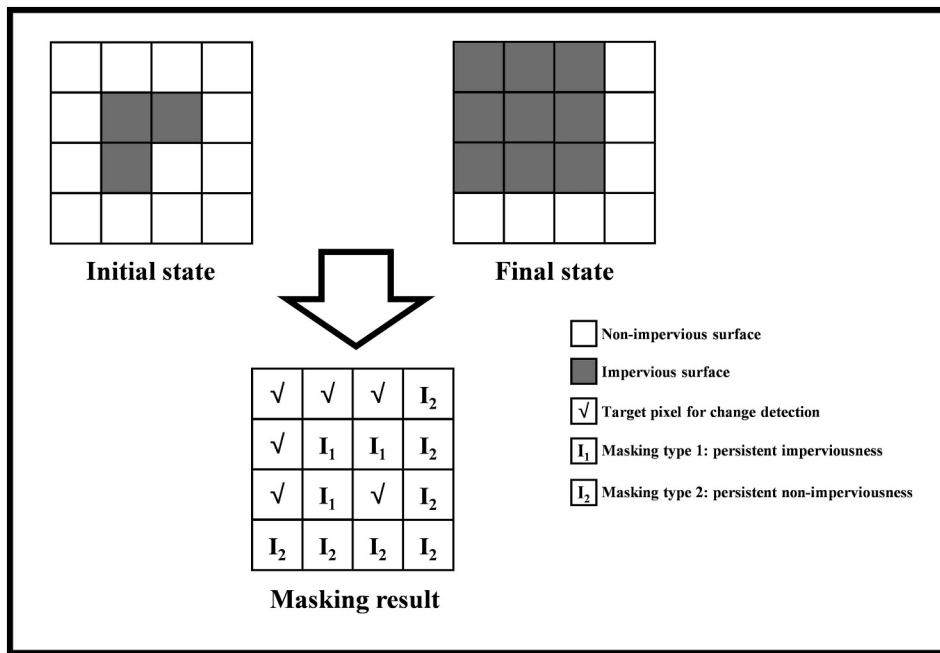 Initial state
Final state
√ √ √ I₂
√ I₁ I₁ I₂
√ I₁ √ I₂
I₂ I₂ I₂ I₂
Masking result
Non-impervious surface
Impervious surface
√ Target pixel for change detection
I₁ Masking type 1: persistent imperviousness
I₂ Masking type 2: persistent non-imperviousness